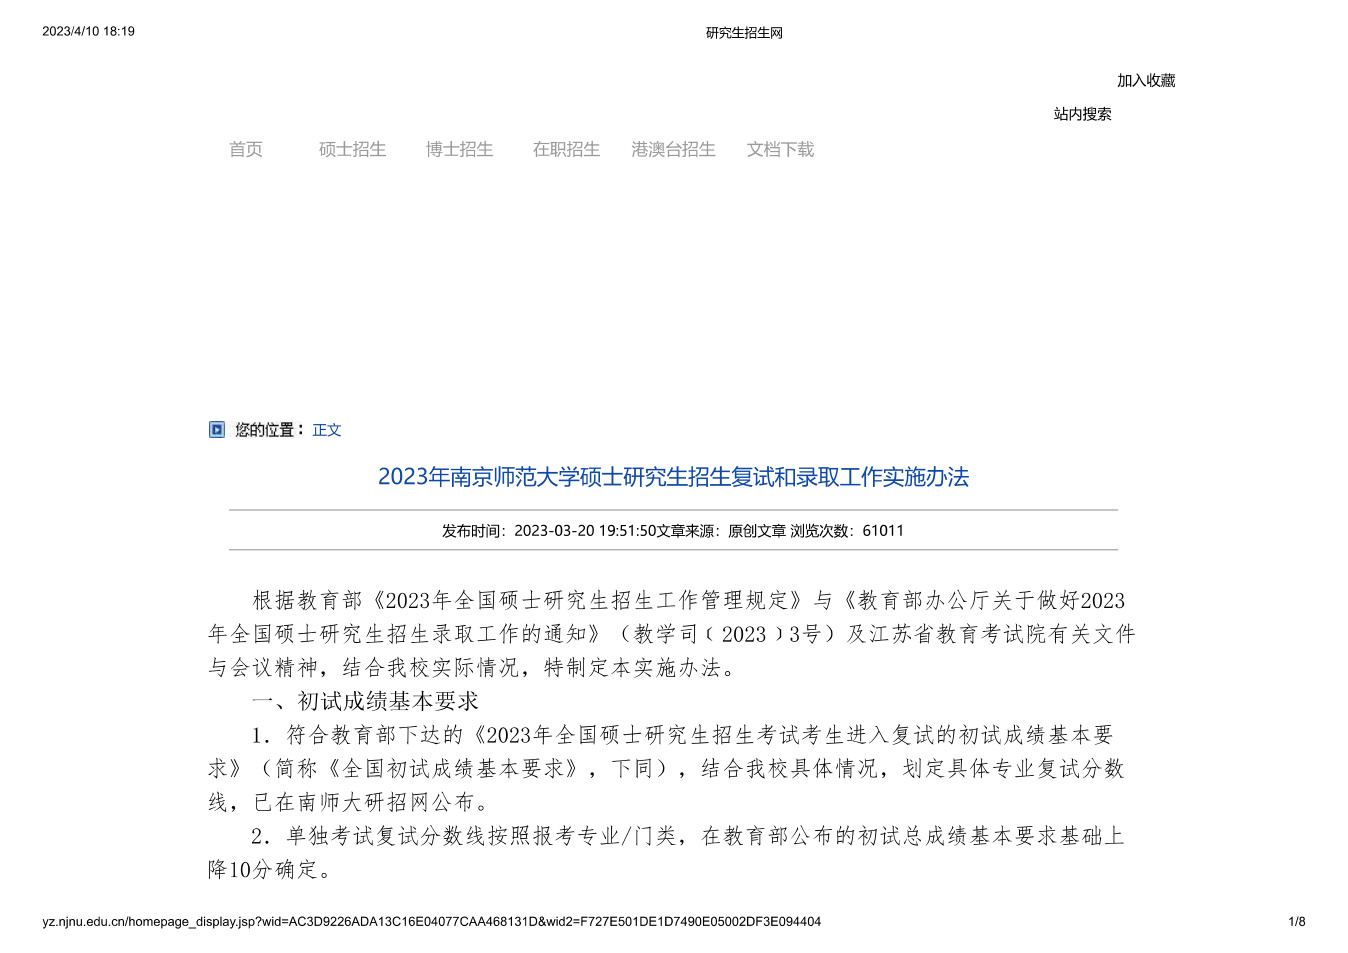 2023/4/10 18:19
研究生招生网
加入收藏
站内搜索
首页 硕士招生 博士招生 在职招生 港澳台招生 文档下载
您的位置： 正文
2023年南京师范大学硕士研究生招生复试和录取工作实施办法
发布时间：2023-03-20 19:51:50文章来源：原创文章 浏览次数：61011
根据教育部《2023年全国硕士研究生招生工作管理规定》与《教育部办公厅关于做好2023
年全国硕士研究生招生录取工作的通知》（教学司﹝2023﹞3号）及江苏省教育考试院有关文件
与会议精神，结合我校实际情况，特制定本实施办法。
一、初试成绩基本要求
1．符合教育部下达的《2023年全国硕士研究生招生考试考生进入复试的初试成绩基本要
求》（简称《全国初试成绩基本要求》，下同），结合我校具体情况，划定具体专业复试分数
线，已在南师大研招网公布。
2．单独考试复试分数线按照报考专业/门类，在教育部公布的初试总成绩基本要求基础上
降10分确定。
yz.njnu.edu.cn/homepage_display.jsp?wid=AC3D9226ADA13C16E04077CAA468131D&wid2=F727E501DE1D7490E05002DF3E094404
1/8